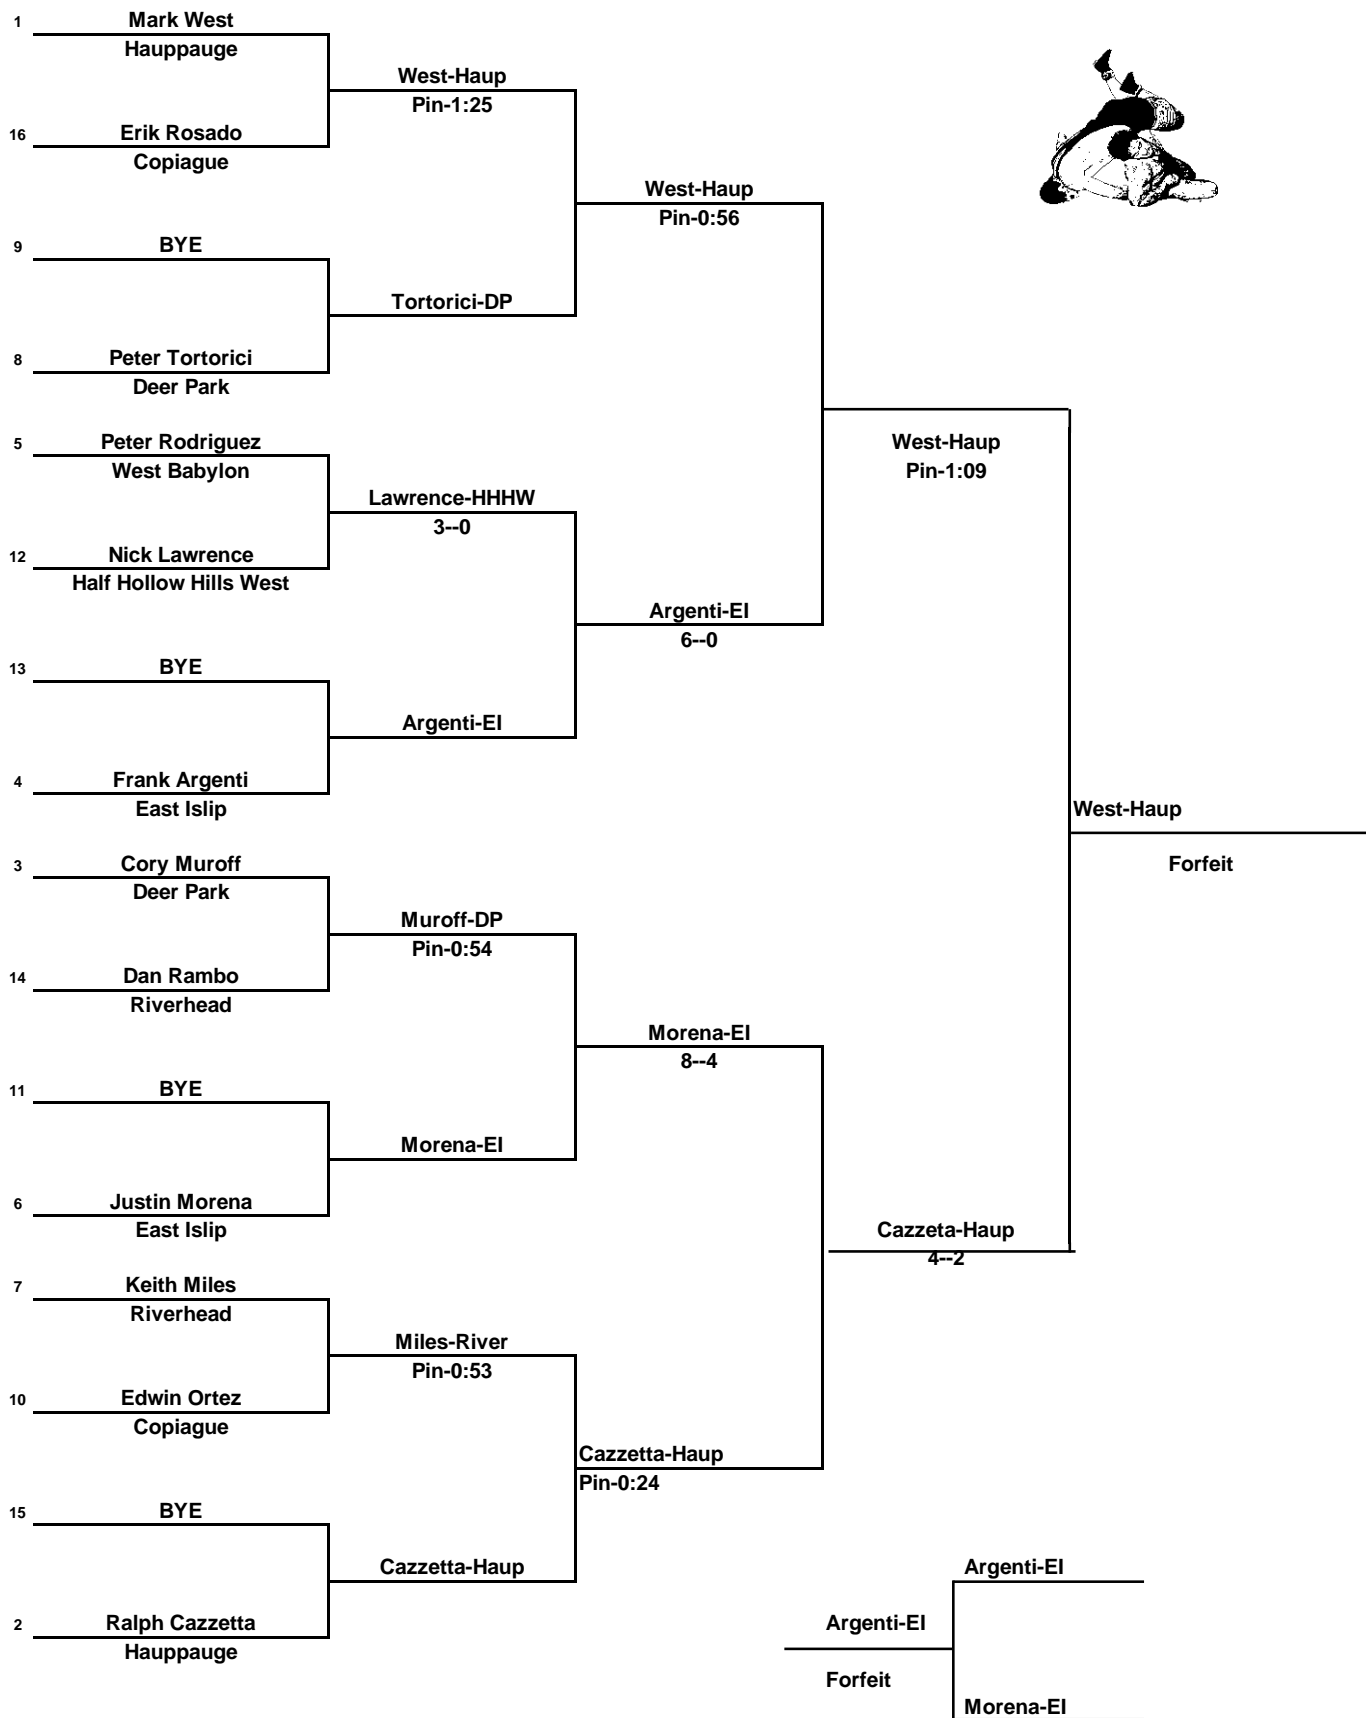 1 Mark West
Hauppauge
West-Haup
Pin-1:25
16 Erik Rosado
Copiague
West-Haup
Pin-0:56
9 BYE
Tortorici-DP
8 Peter Tortorici
Deer Park
5 Peter Rodriguez
West Babylon
West-Haup
Pin-1:09
Lawrence-HHHW
3--0
12 Nick Lawrence
Half Hollow Hills West
Argenti-EI
6--0
13 BYE
Argenti-EI
4 Frank Argenti
East Islip
West-Haup
Forfeit
3 Cory Muroff
Deer Park
Muroff-DP
Pin-0:54
14 Dan Rambo
Riverhead
Morena-EI
8--4
11 BYE
Morena-EI
6 Justin Morena
East Islip
Cazzeta-Haup
4--2
7 Keith Miles
Riverhead
Miles-River
Pin-0:53
10 Edwin Ortez
Copiague
Cazzetta-Haup
Pin-0:24
15 BYE
Cazzetta-Haup
2 Ralph Cazzetta
Hauppauge
Argenti-EI
Argenti-EI
Forfeit
Morena-EI